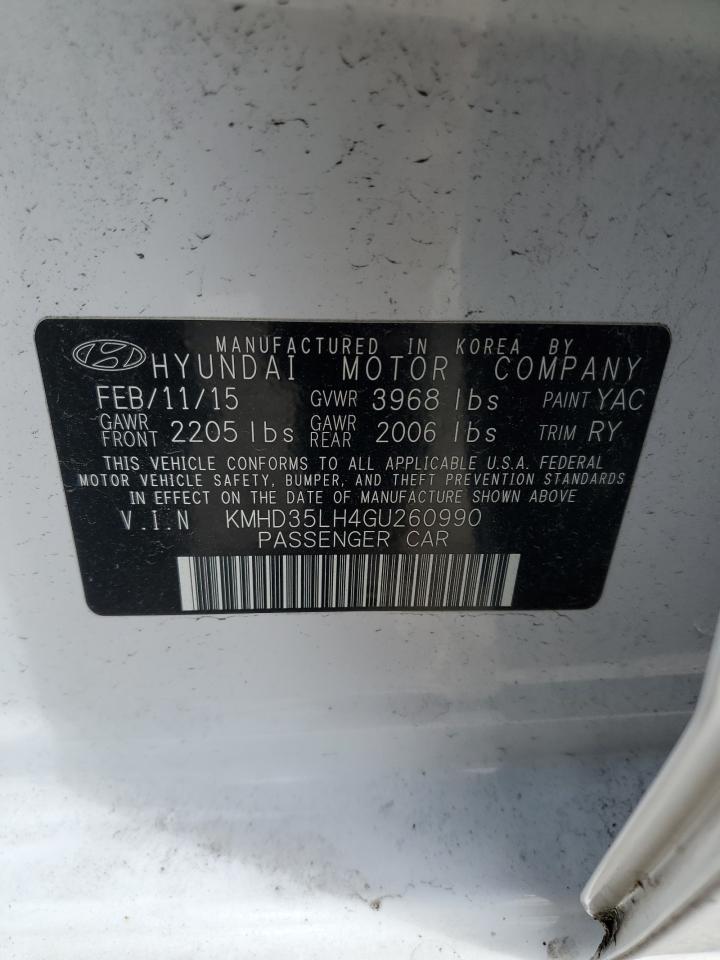 MANUFACTURED IN KOREA BY
HYUNDAI MOTOR COMPANY
FEB/11/15 GVWR 3968 lbs PAINT YAC
GAWR FRONT 2205 lbs GAWR REAR 2006 lbs TRIM RY
THIS VEHICLE CONFORMS TO ALL APPLICABLE U.S.A. FEDERAL
MOTOR VEHICLE SAFETY, BUMPER, AND THEFT PREVENTION STANDARDS
IN EFFECT ON THE DATE OF MANUFACTURE SHOWN ABOVE
V.I.N KMHD35LH4GU260990
PASSENGER CAR